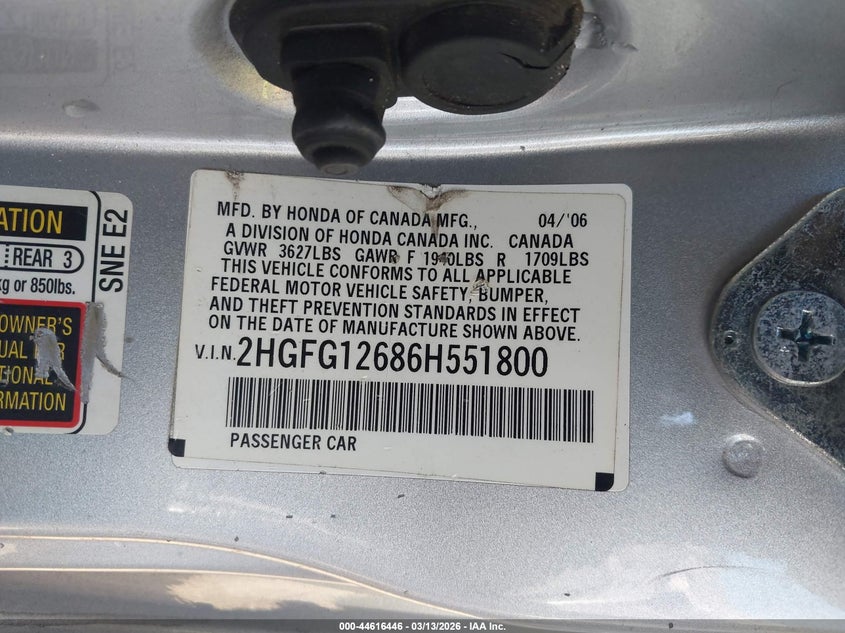 ATION
REAR 3
kg or 850lbs.
OWNER'S
RMATION
SNE E2
MFD. BY HONDA OF CANADA MFG., 04/'06
A DIVISION OF HONDA CANADA INC. CANADA
GVWR 3627LBS GAWR F 1940LBS R 1709LBS
THIS VEHICLE CONFORMS TO ALL APPLICABLE
FEDERAL MOTOR VEHICLE SAFETY, BUMPER,
AND THEFT PREVENTION STANDARDS IN EFFECT
ON THE DATE OF MANUFACTURE SHOWN ABOVE.
V.I.N. 2HGFG12686H551800
PASSENGER CAR
000-44616446 - 03/13/2026 - IAA Inc.